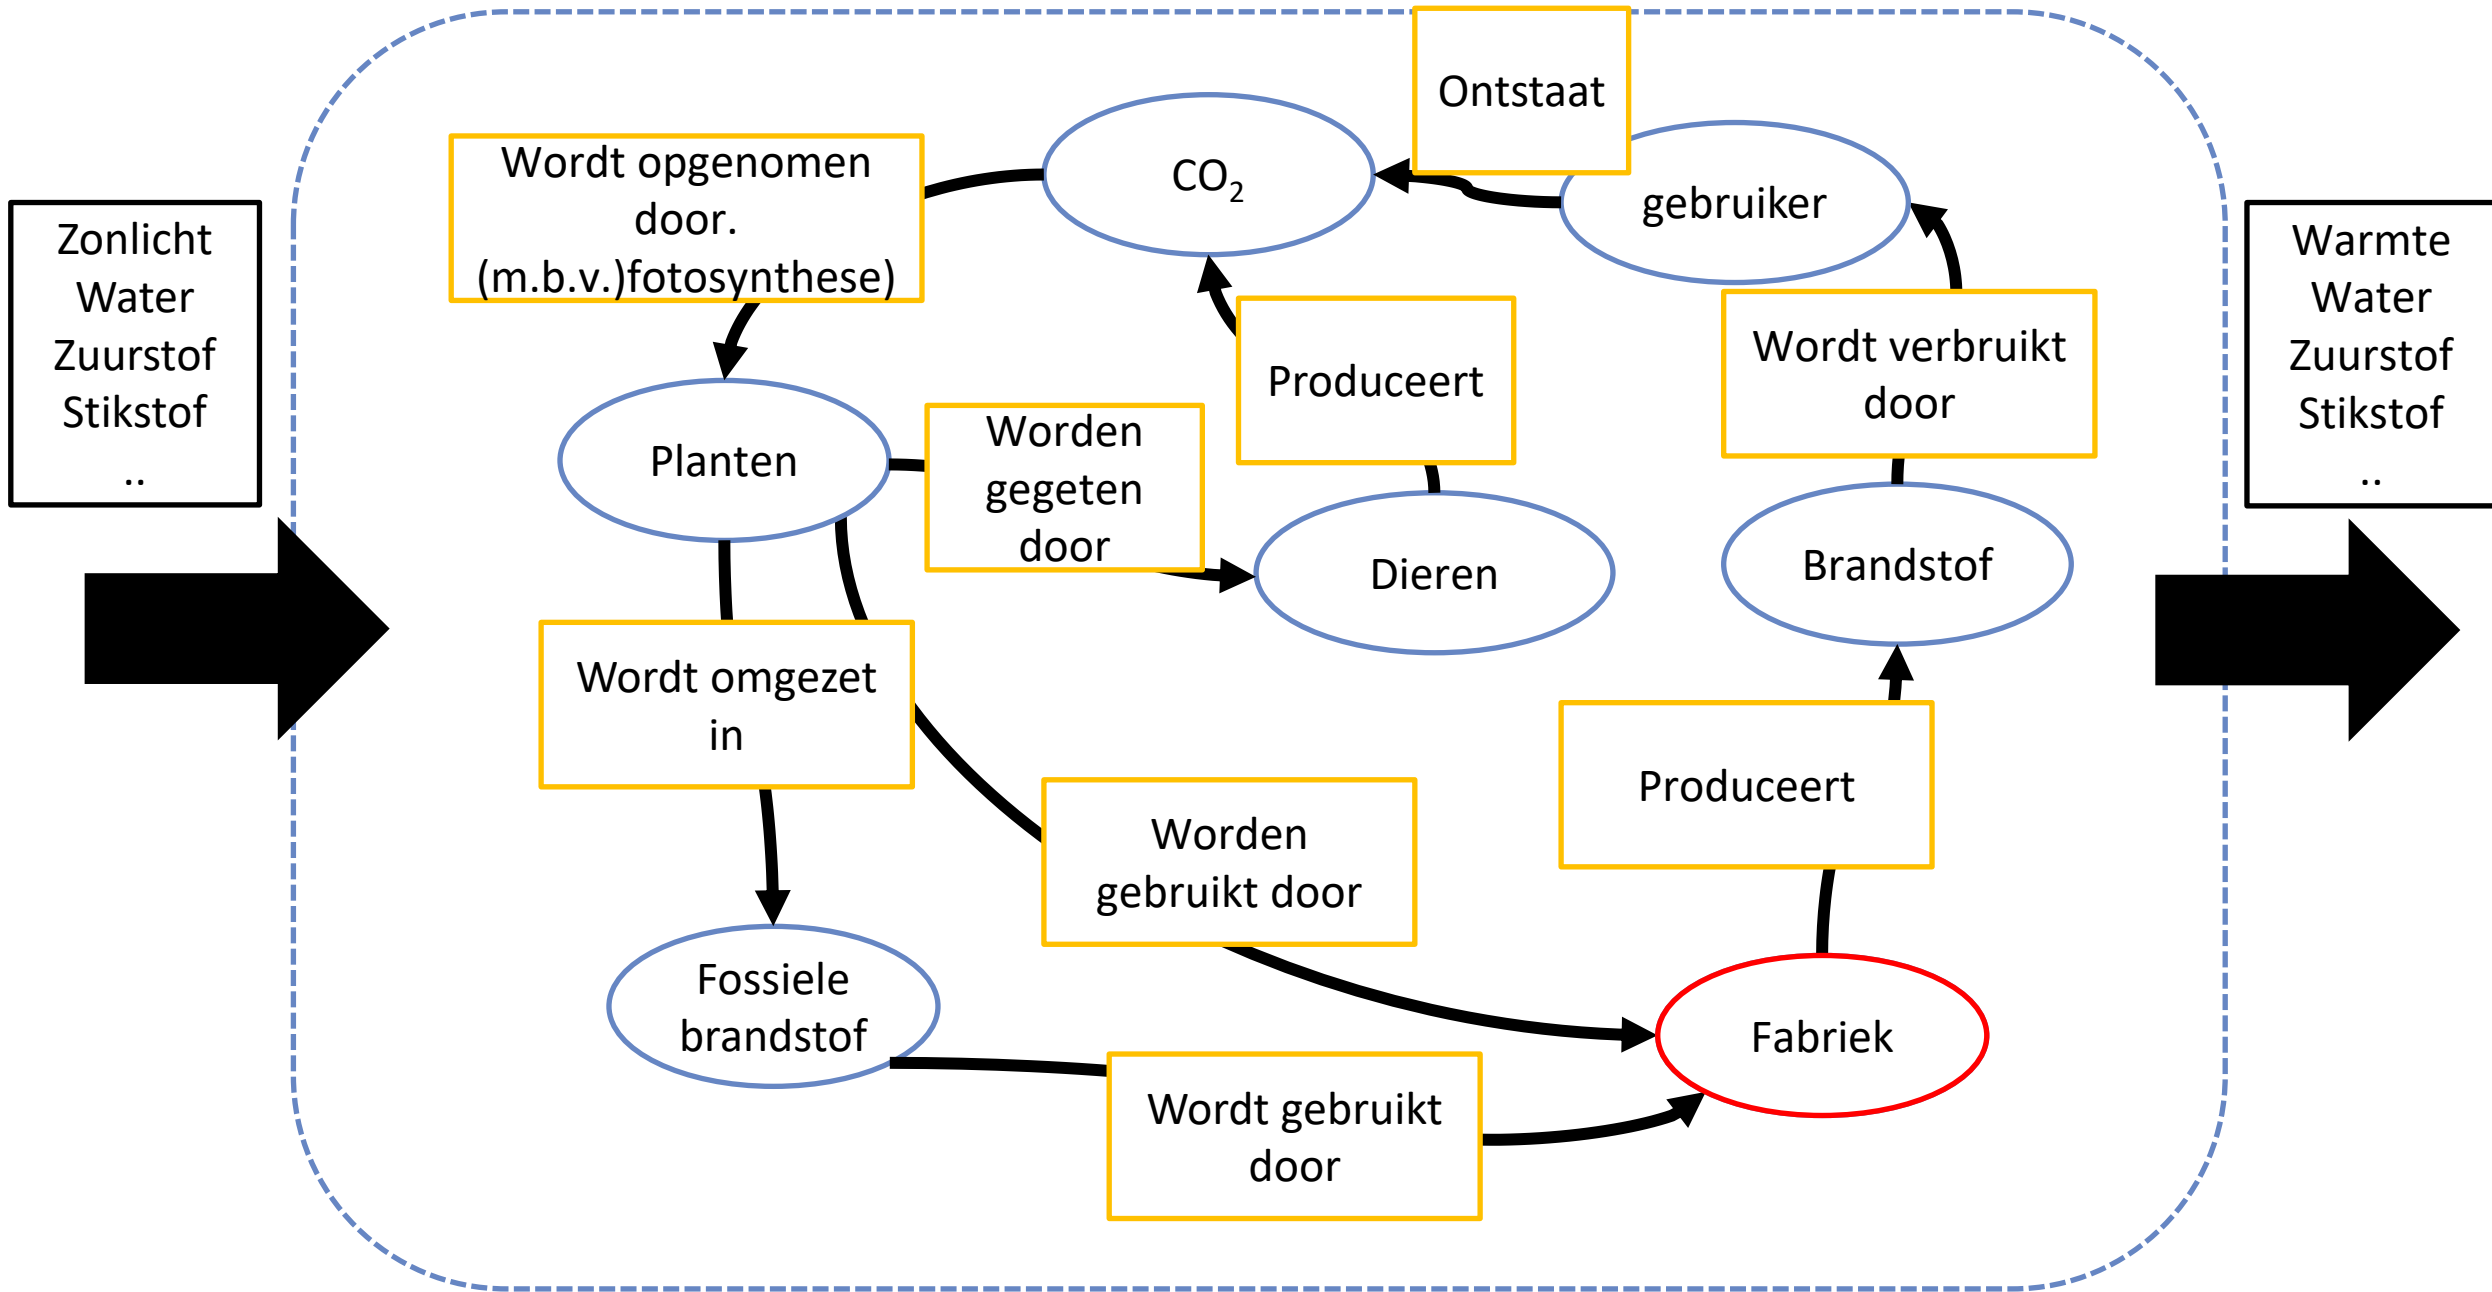 Zonlicht
Water
Zuurstof
Stikstof
..
Wordt opgenomen
door.
(m.b.v.)fotosynthese)
CO₂
Ontstaat
gebruiker
Produceert
Wordt verbruikt
door
Planten
Worden
gegeten
door
Dieren
Brandstof
Wordt omgezet
in
Worden
gebruikt door
Produceert
Fossiele
brandstof
Wordt gebruikt
door
Fabriek
Warmte
Water
Zuurstof
Stikstof
..